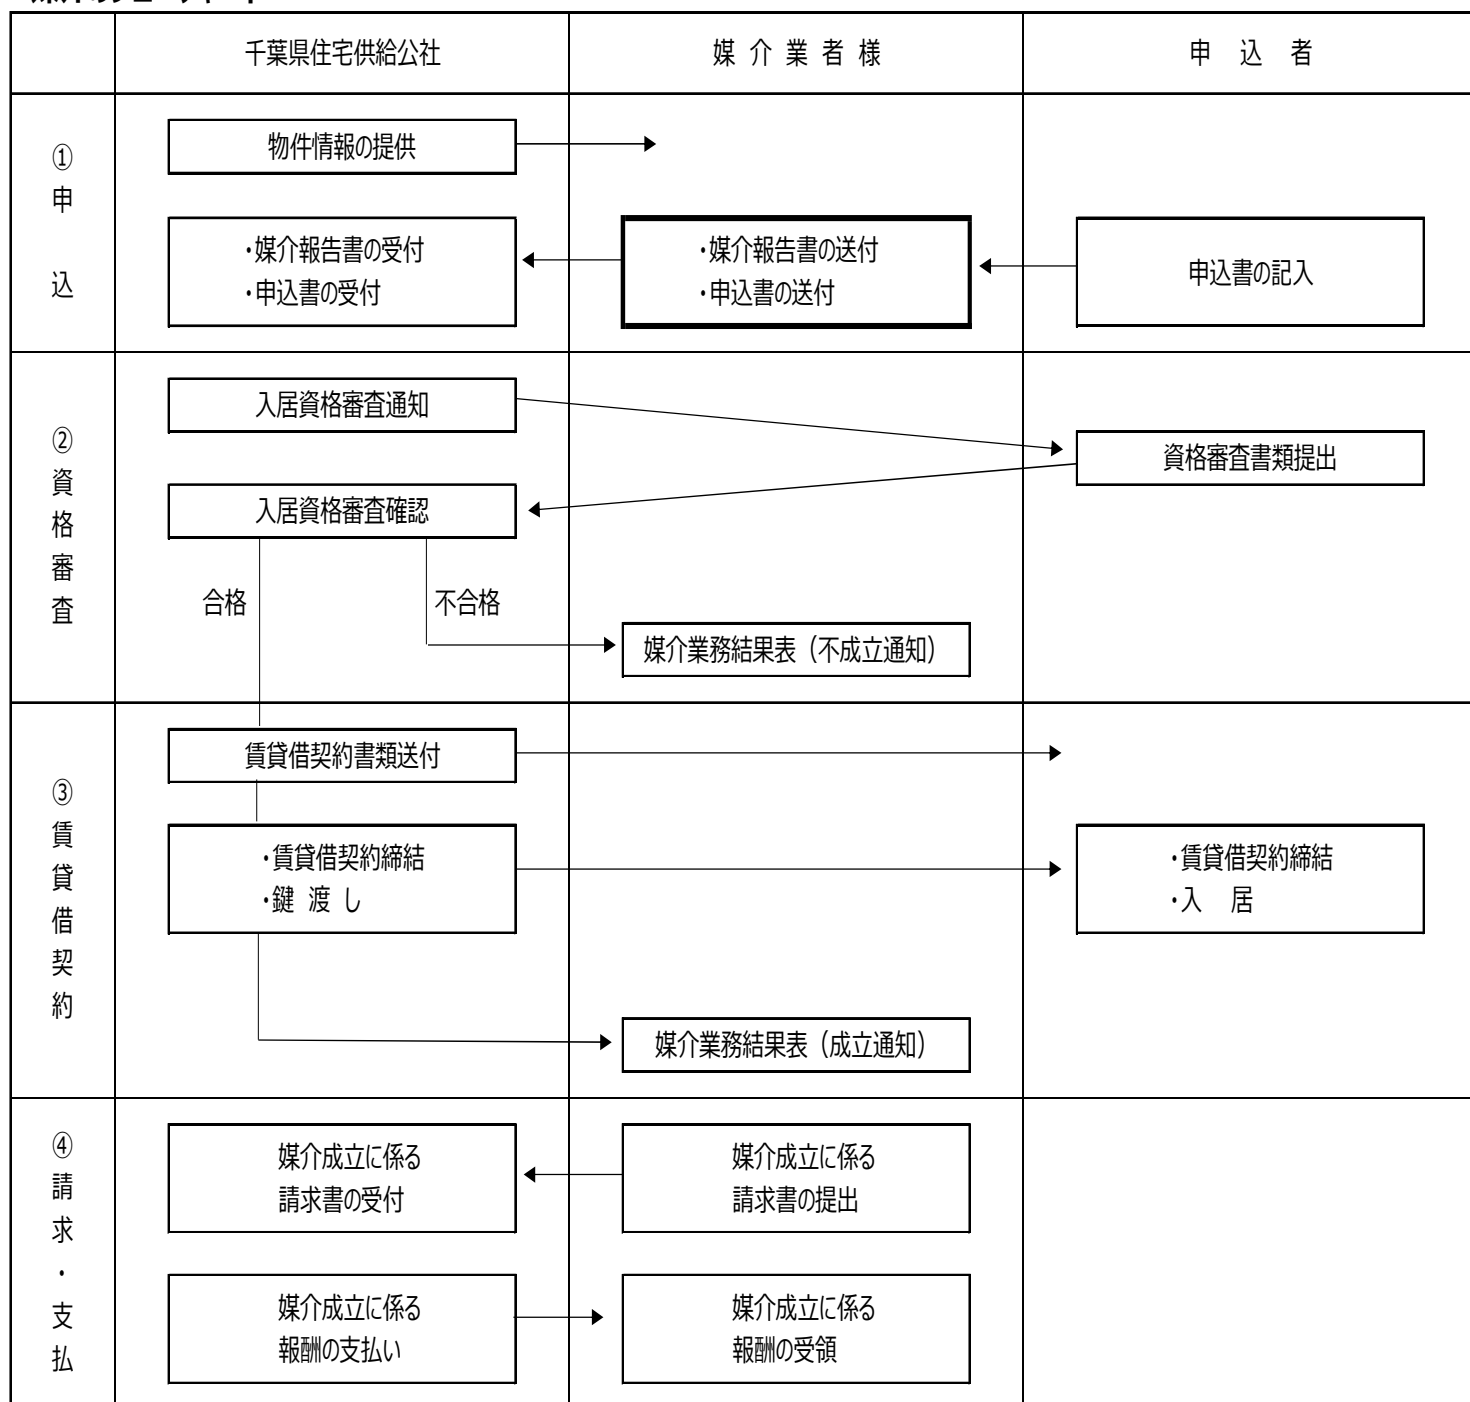 千葉県住宅供給公社
媒 介 業 者 様
申 込 者
①申 込
物件情報の提供
・媒介報告書の受付
・申込書の受付
・媒介報告書の送付
・申込書の送付
申込書の記入
②資格審査
入居資格審査通知
資格審査書類提出
入居資格審査確認
合格
不合格
媒介業務結果表（不成立通知）
③賃貸借契約
賃貸借契約書類送付
・賃貸借契約締結
・鍵 渡 し
・賃貸借契約締結
・入 居
媒介業務結果表（成立通知）
④請求・支払
媒介成立に係る
請求書の受付
媒介成立に係る
請求書の提出
媒介成立に係る
報酬の支払い
媒介成立に係る
報酬の受領